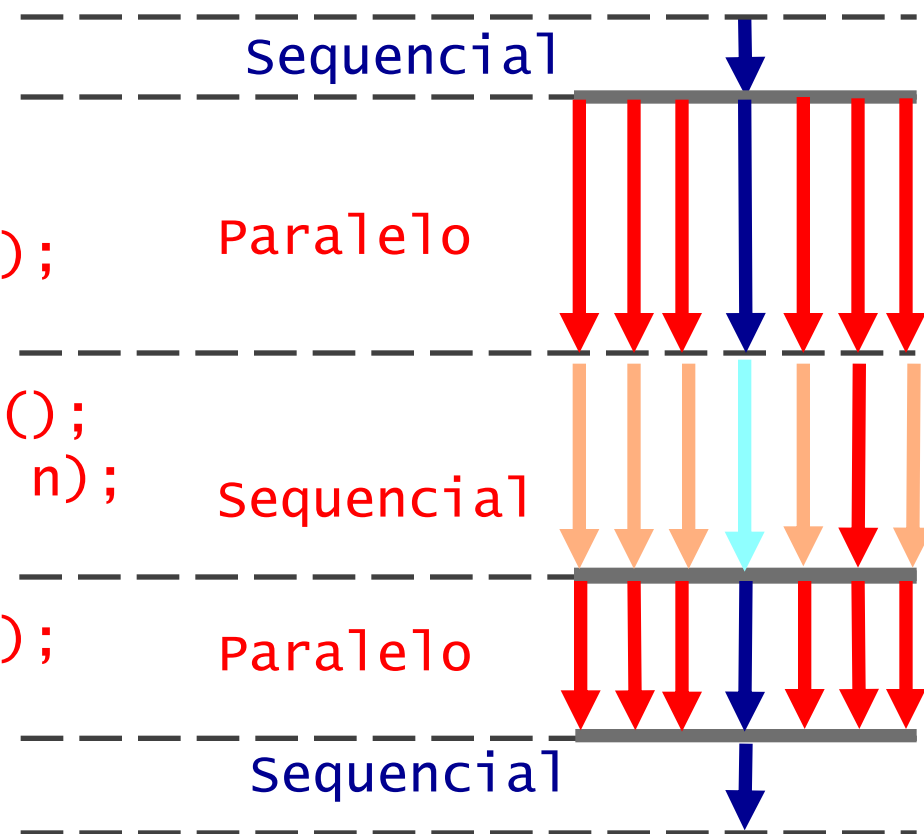 Sequencial
Paralelo
);
();
n);
Sequencial
);
Paralelo
Sequencial